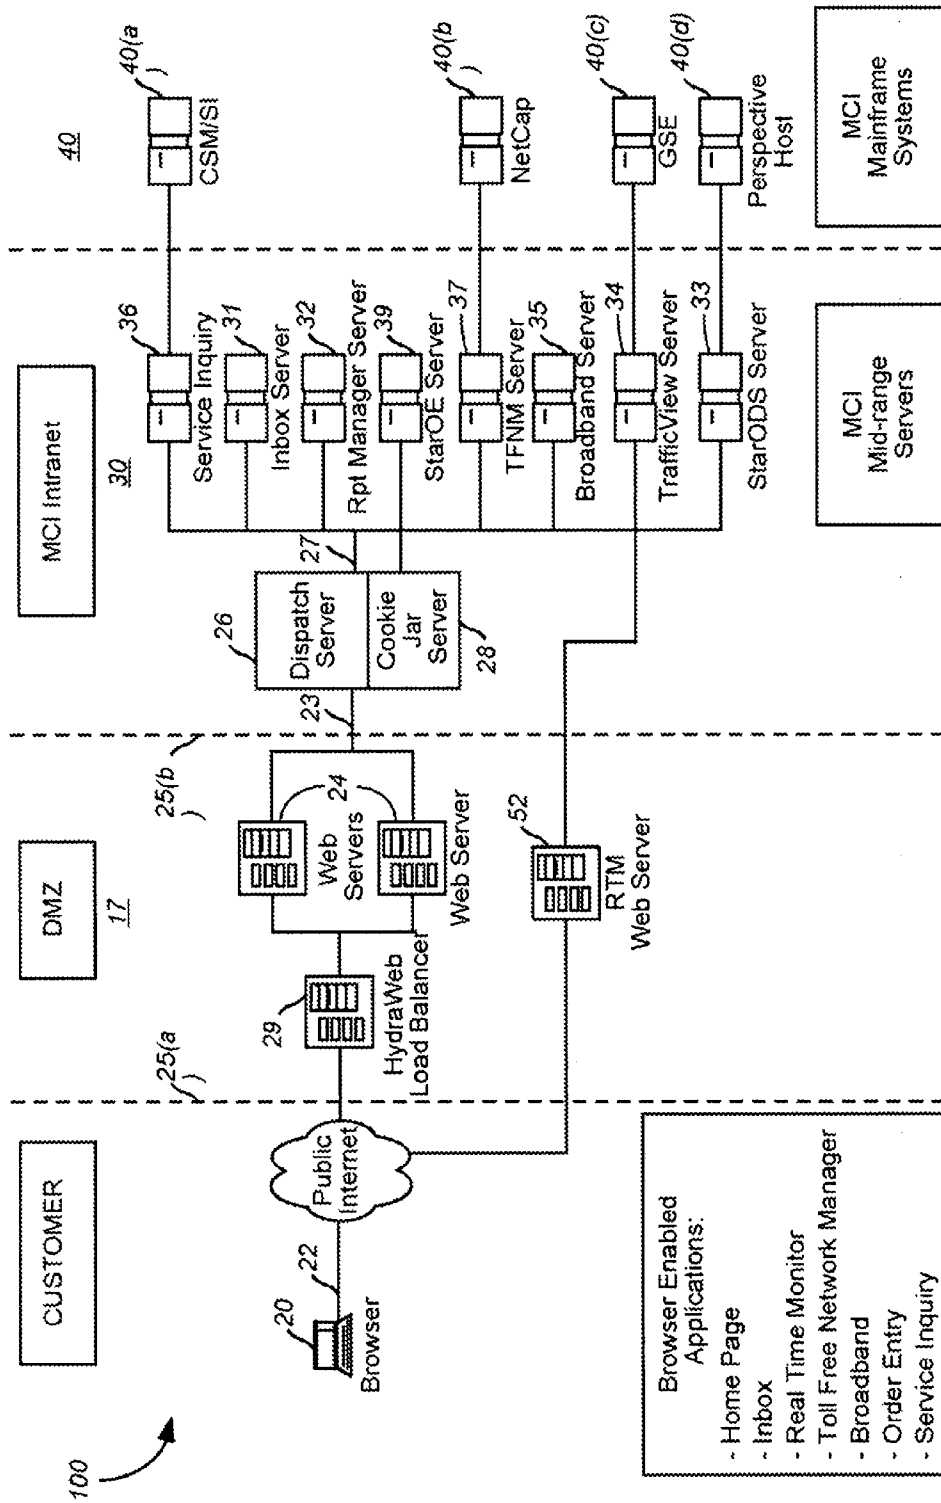 100
CUSTOMER
DMZ
17
MCI Intranet
30
40
25(a
)
25(b
)
20
22
Browser
Public
Internet
29
HydraWeb
Load Balancer
24
Web
Servers
Web Server
52
RTM
Web Server
23
26
Dispatch
Server
Cookie
Jar
Server
28
27
36
Service Inquiry
31
Inbox Server
32
Rpt Manager Server
39
StarOE Server
37
TFNM Server
35
Broadband Server
34
TrafficView Server
33
StarODS Server
40(a
)
CSM/SI
40(b
)
NetCap
40(c)
GSE
40(d)
Perspective
Host
Browser Enabled
Applications:
- Home Page
- Inbox
- Real Time Monitor
- Toll Free Network Manager
- Broadband
- Order Entry
- Service Inquiry
MCI
Mid-range
Servers
MCI
Mainframe
Systems